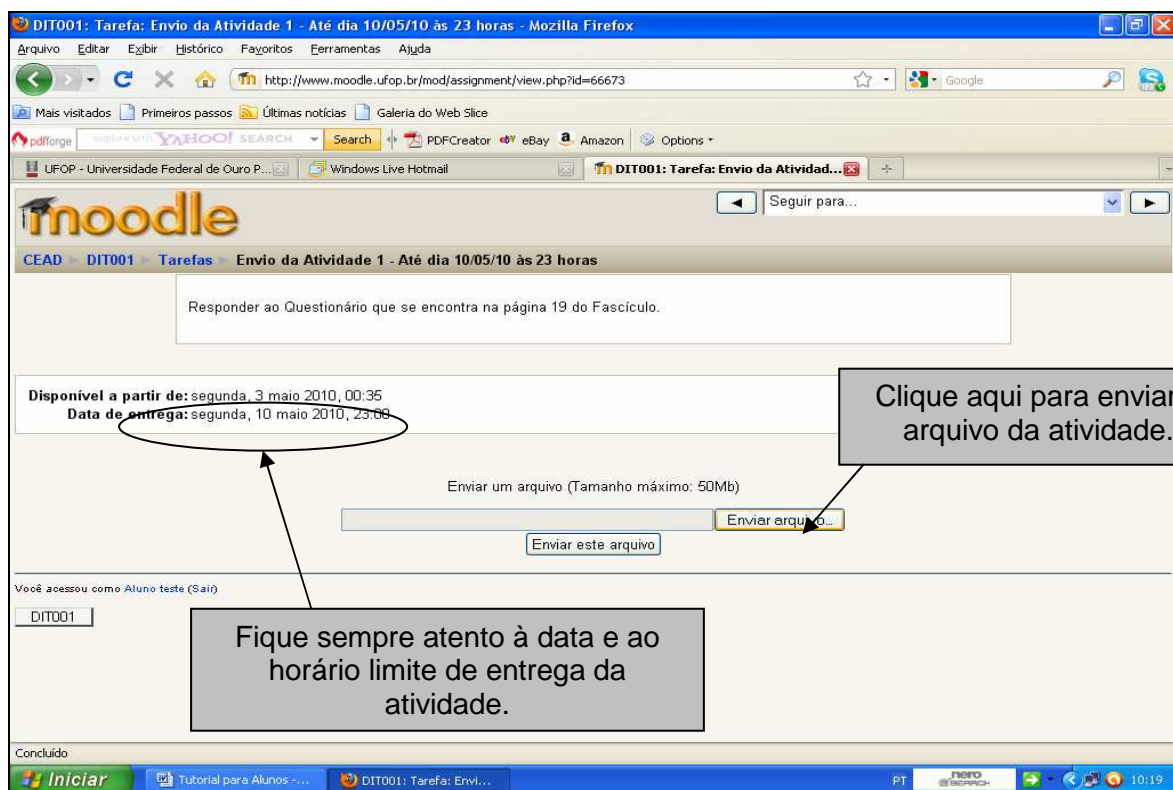 DIT001: Tarefa: Envio da Atividade 1 - Até dia 10/05/10 às 23 horas - Mozilla Firefox
Arquivo Editar Exibir Histórico Favoritos Ferramentas Ajuda
http://www.moodle.ufop.br/mod/assignment/view.php?id=66673 Google
Mais visitados Primeiros passos Últimas notícias Galeria do Web Slice
pdfforge YAHOO! SEARCH Search PDFCreator eBay Amazon Options
UFOP - Universidade Federal de Ouro P... Windows Live Hotmail DIT001: Tarefa: Envio da Atividad...
moodle Seguir para...
CEAD DIT001 Tarefas Envio da Atividade 1 - Até dia 10/05/10 às 23 horas
Responder ao Questionário que se encontra na página 19 do Fascículo.
Disponível a partir de: segunda, 3 maio 2010, 00:35
Data de entrega: segunda, 10 maio 2010, 23:00
Clique aqui para enviar
arquivo da atividade.
Enviar um arquivo (Tamanho máximo: 50Mb)
Enviar arquivo...
Enviar este arquivo
Você acessou como Aluno teste (Sair)
DIT001
Fique sempre atento à data e ao
horário limite de entrega da
atividade.
Concluído
Iniciar Tutorial para Alunos -... DIT001: Tarefa: Envi... PT nero SEARCH 10:19